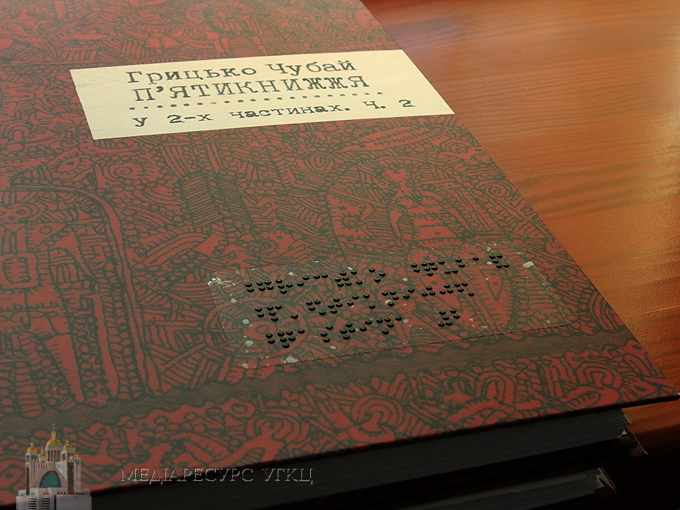 Грицько Чубай
П'ЯТИКНИЖЖЯ
у 2-х частинах. ч. 2
МЕДІАРЕСУРС УГКЦ